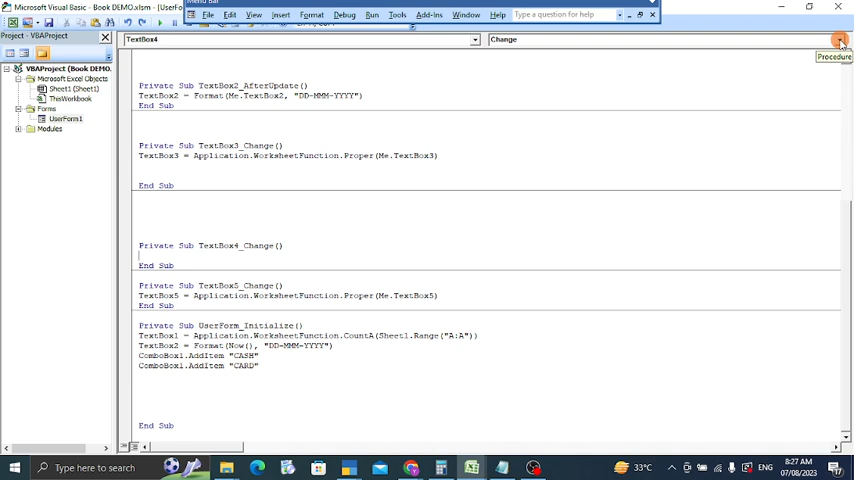 Menu Bar
Microsoft Visual Basic - Book DEMO.xlsm - [UserFo
File Edit View Insert Format Debug Run Tools Add-Ins Window Help Type a question for help
Project - VBAProject
TextBox4 Change
Procedure
VBAProject (Book DEMO.
Microsoft Excel Objects
Sheet1 (Sheet1)
ThisWorkbook
Forms
UserForm1
Modules
Private Sub TextBox2_AfterUpdate()
TextBox2 = Format(Me.TextBox2, "DD-MMM-YYYY")
End Sub
Private Sub TextBox3_Change()
TextBox3 = Application.WorksheetFunction.Proper(Me.TextBox3)
End Sub
Private Sub TextBox4_Change()
End Sub
Private Sub TextBox5_Change()
TextBox5 = Application.WorksheetFunction.Proper(Me.TextBox5)
End Sub
Private Sub UserForm_Initialize()
TextBox1 = Application.WorksheetFunction.CountA(Sheet1.Range("A:A"))
TextBox2 = Format(Now(), "DD-MMM-YYYY")
ComboBox1.AddItem "CASH"
ComboBox1.AddItem "CARD"
End Sub
Type here to search
33°C
ENG
8:27 AM
07/08/2023
17